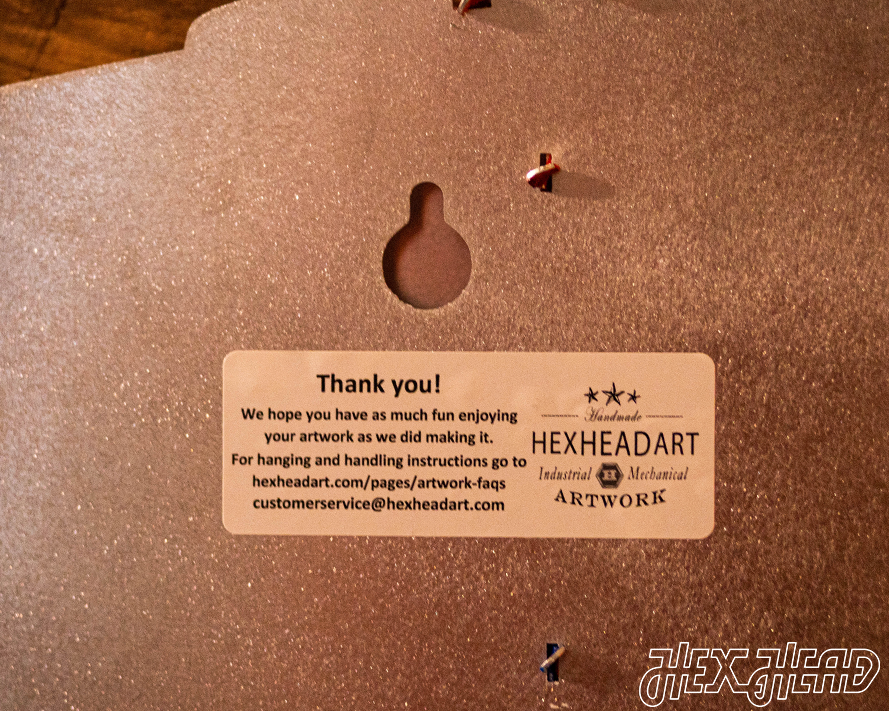 Thank you!
We hope you have as much fun enjoying
your artwork as we did making it.
For hanging and handling instructions go to
hexheadart.com/pages/artwork-faqs
customerservice@hexheadart.com
Handmade
HEXHEADART
Industrial H Mechanical
ARTWORK
HEX HEAD